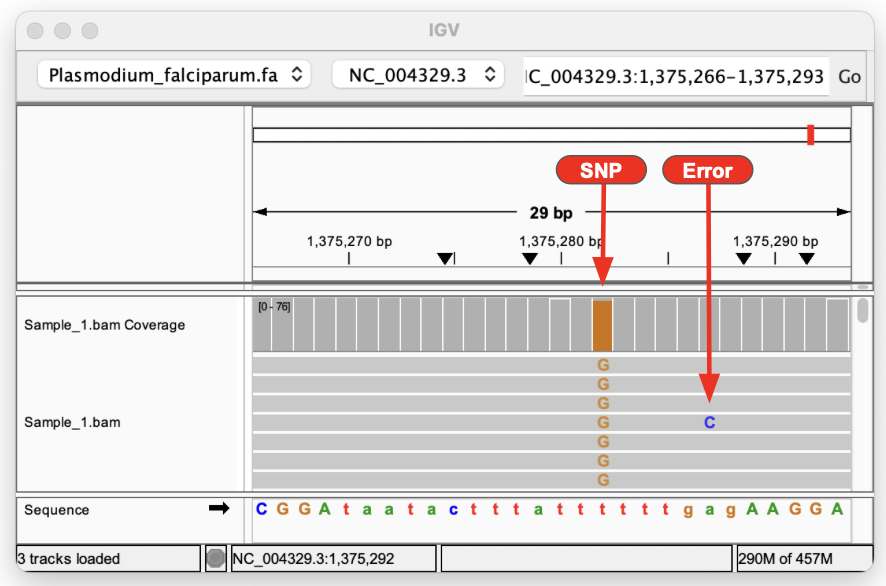 IGV
Plasmodium_falciparum.fa NC_004329.3 IC_004329.3:1,375,266-1,375,293 Go
SNP Error
29 bp
1,375,270 bp 1,375,280 bp 1,375,290 bp
[0 - 76]
Sample_1.bam Coverage
G
G
G
Sample_1.bam G C
G
G
G
Sequence C G G A t a a t a c t t t a t t t t t t g a g A A G G A
3 tracks loaded NC_004329.3:1,375,292 290M of 457M